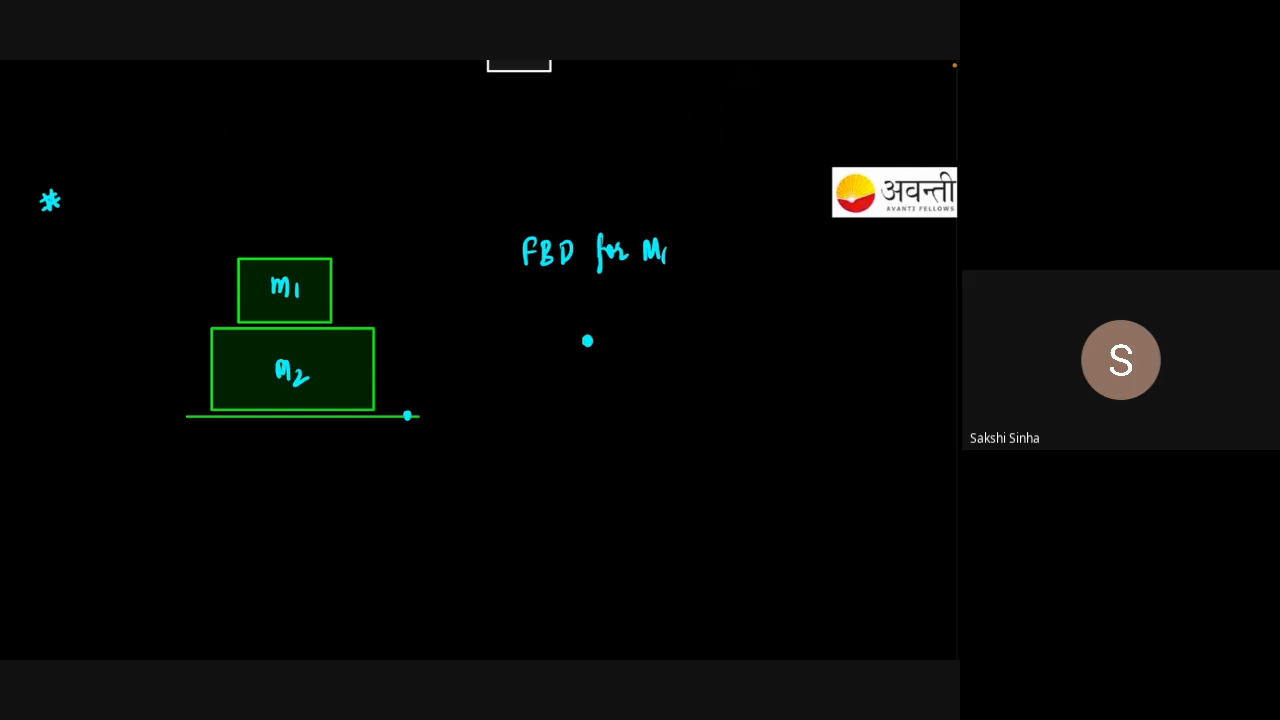 *
अवन्ती
AVANTI FELLOWS
FBD for M1
m1
m2
S
Sakshi Sinha